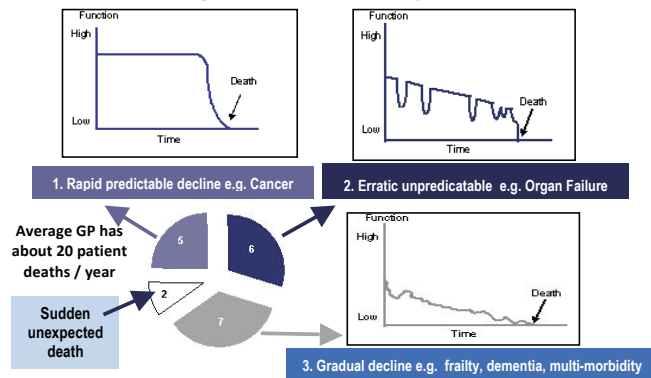 Function
High
Death
Low
Time
Function
High
Death
Low
Time
1. Rapid predictable decline e.g. Cancer
2. Erratic unpredicatable e.g. Organ Failure
Average GP has
about 20 patient
deaths / year
5
6
2
7
Sudden
unexpected
death
Function
High
Death
Low
Time
3. Gradual decline e.g. frailty, dementia, multi-morbidity